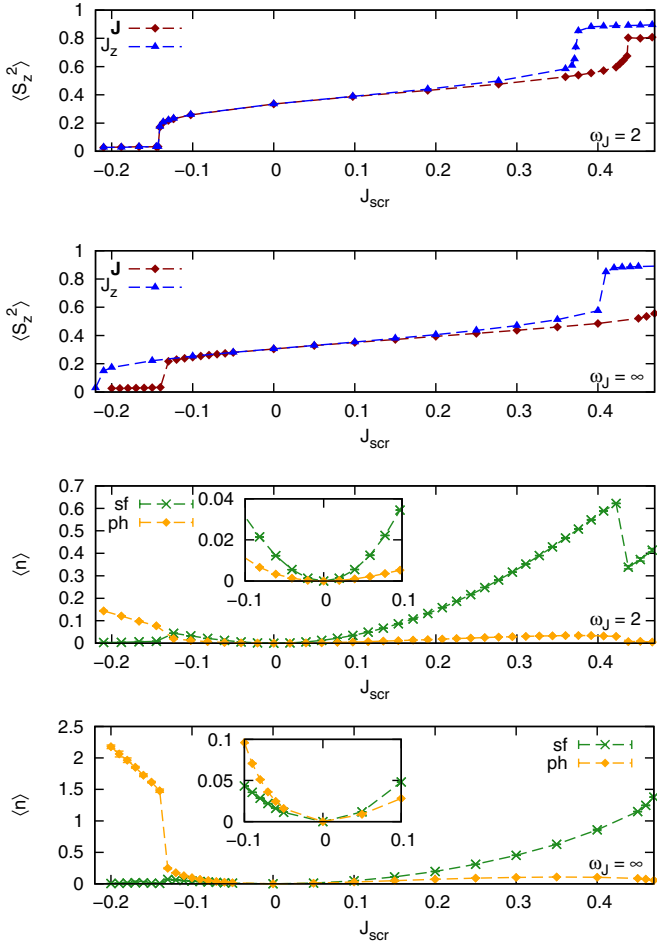 1
0.8
0.6
0.4
0.2
0
⟨S_z^2⟩
J
J_z
ω_J = 2
−0.2 −0.1 0 0.1 0.2 0.3 0.4
J_scr
1
0.8
0.6
0.4
0.2
0
⟨S_z^2⟩
J
J_z
ω_J = ∞
−0.2 −0.1 0 0.1 0.2 0.3 0.4
J_scr
0.7
0.6
0.5
0.4
0.3
0.2
0.1
0
⟨n⟩
sf
ph
0.04
0.02
0
−0.1 0 0.1
ω_J = 2
−0.2 −0.1 0 0.1 0.2 0.3 0.4
J_scr
2.5
2
1.5
1
0.5
0
⟨n⟩
0.1
0.05
0
−0.1 0 0.1
sf
ph
ω_J = ∞
−0.2 −0.1 0 0.1 0.2 0.3 0.4
J_scr